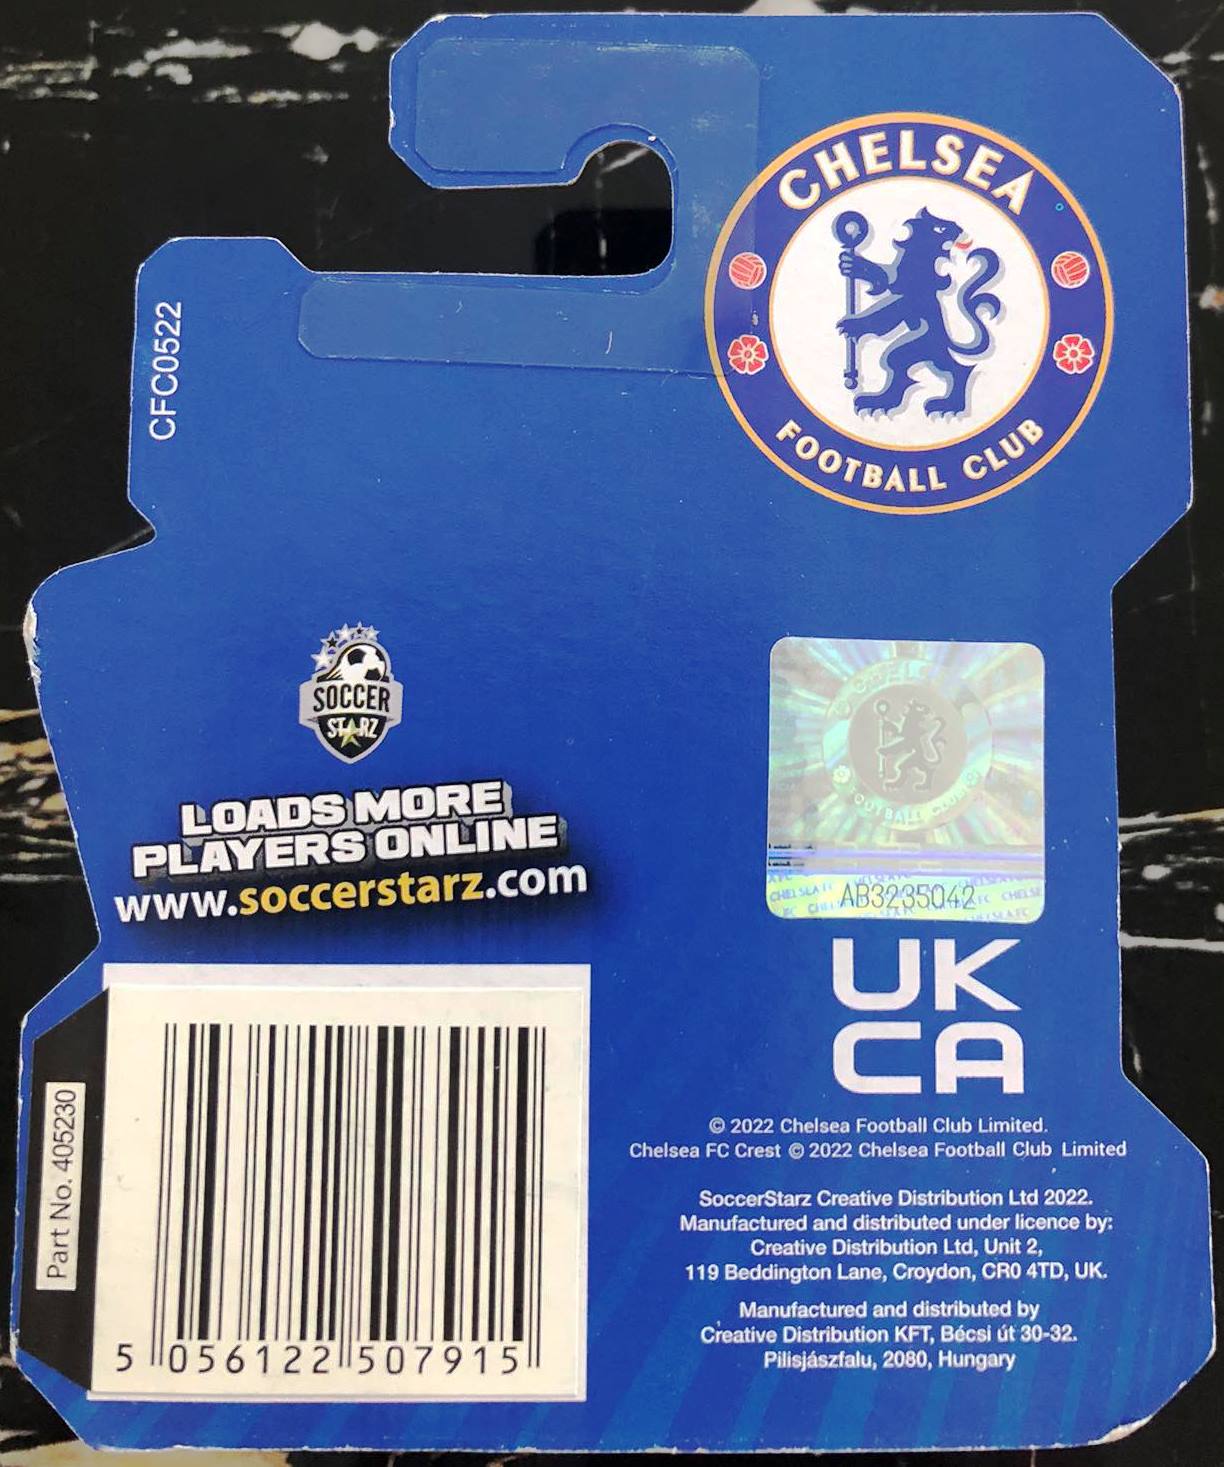 CHELSEA
FOOTBALL CLUB
CFC0522
SOCCER
STARZ
LOADS MORE
PLAYERS ONLINE
www.soccerstarz.com
CHELSEA
FOOTBALL CLUB
AB3235042
UK
CA
Part No. 405230
5 056122 507915
© 2022 Chelsea Football Club Limited.
Chelsea FC Crest © 2022 Chelsea Football Club Limited
SoccerStarz Creative Distribution Ltd 2022.
Manufactured and distributed under licence by:
Creative Distribution Ltd, Unit 2,
119 Beddington Lane, Croydon, CR0 4TD, UK.
Manufactured and distributed by
Creative Distribution KFT, Bécsi út 30-32.
Pilisjászfalu, 2080, Hungary